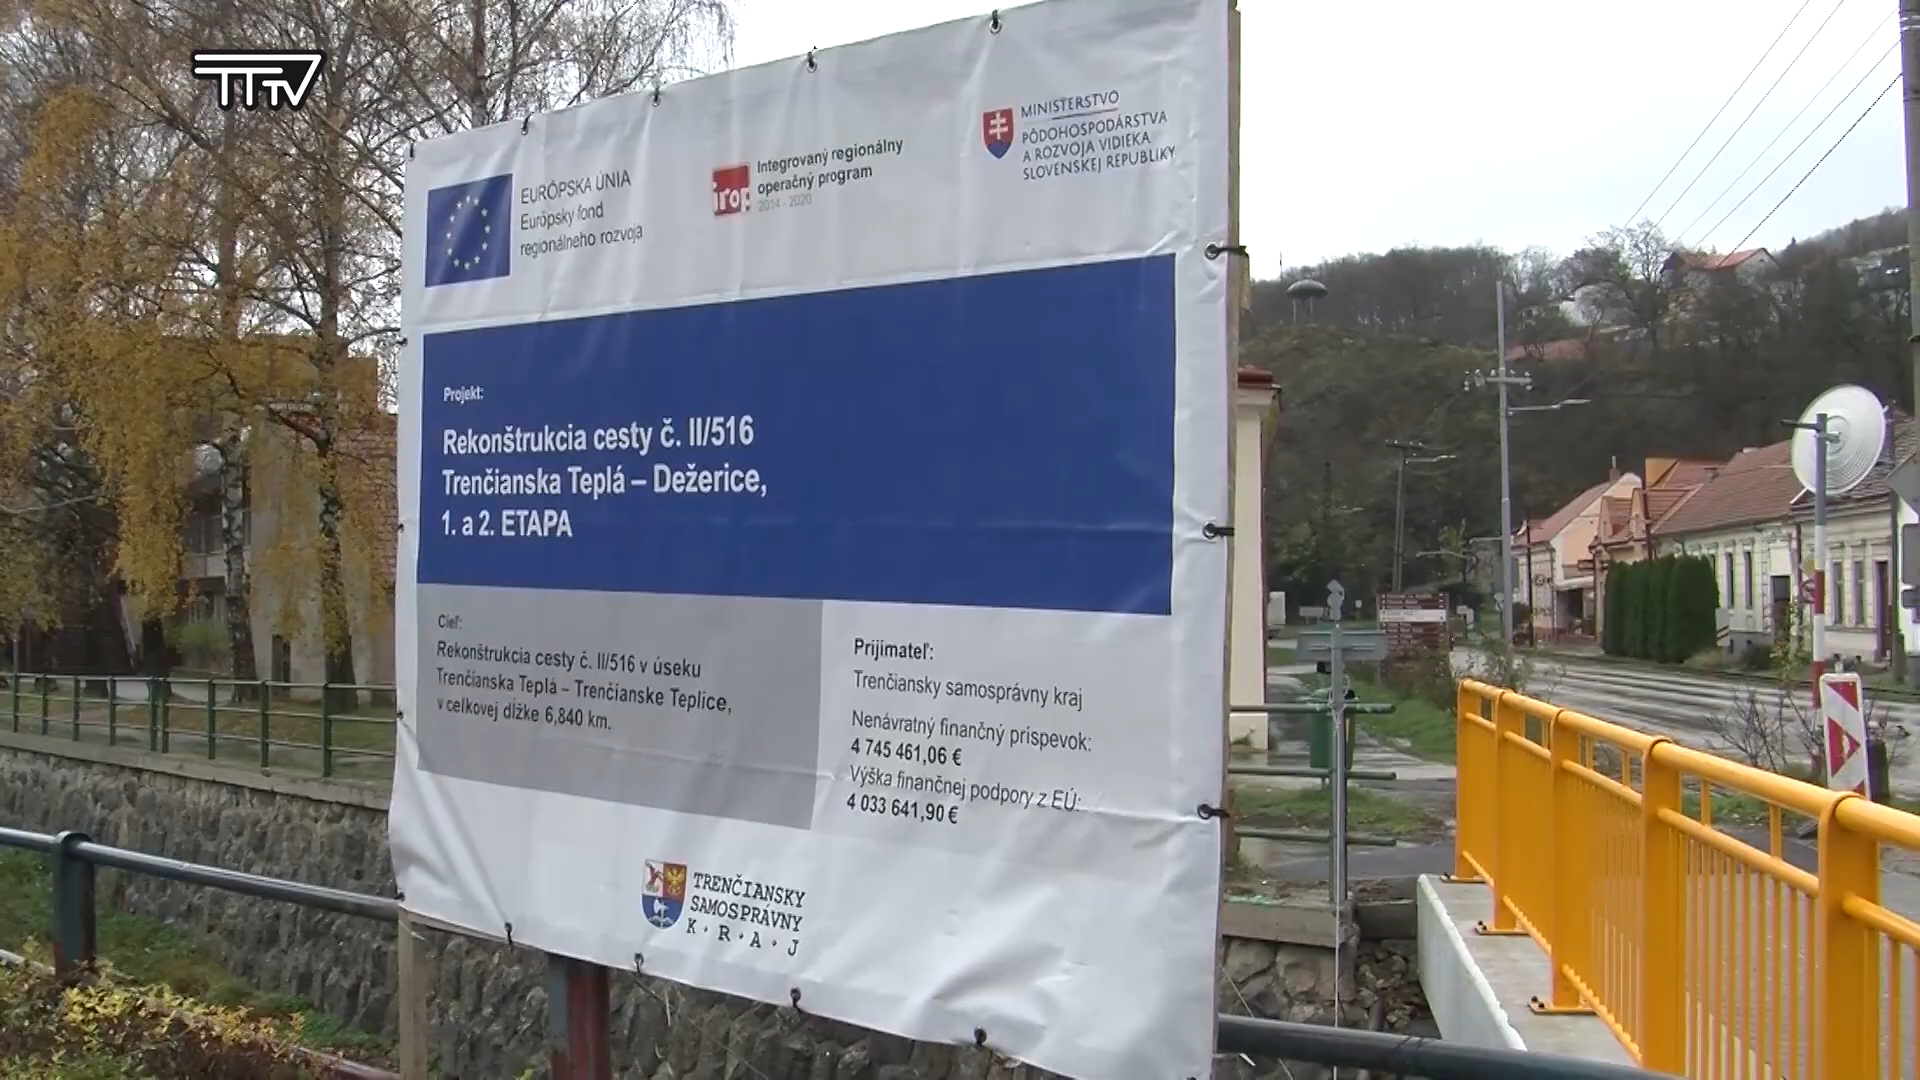 TTTV
EURÓPSKA ÚNIA
Európsky fond
regionálneho rozvoja
irop
Integrovaný regionálny
operačný program
2014 - 2020
MINISTERSTVO
PÔDOHOSPODÁRSTVA
A ROZVOJA VIDIEKA
SLOVENSKEJ REPUBLIKY
Projekt:
Rekonštrukcia cesty č. II/516
Trenčianska Teplá – Dežerice,
1. a 2. ETAPA
Cieľ:
Rekonštrukcia cesty č. II/516 v úseku
Trenčianska Teplá – Trenčianske Teplice,
v celkovej dĺžke 6,840 km.
Prijímateľ:
Trenčiansky samosprávny kraj
Nenávratný finančný príspevok:
4 745 461,06 €
Výška finančnej podpory z EÚ:
4 033 641,90 €
TRENČIANSKY
SAMOSPRÁVNY
K·R·A·J